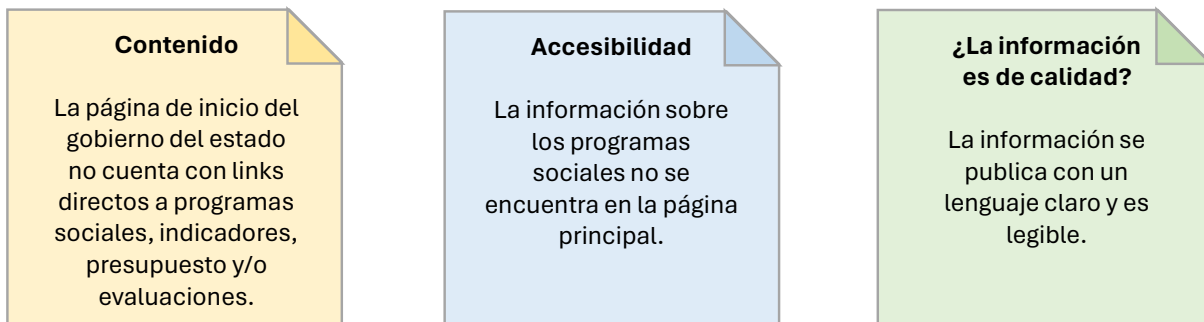 Contenido
La página de inicio del
gobierno del estado
no cuenta con links
directos a programas
sociales, indicadores,
presupuesto y/o
evaluaciones.
Accesibilidad
La información sobre
los programas
sociales no se
encuentra en la página
principal.
¿La información
es de calidad?
La información se
publica con un
lenguaje claro y es
legible.